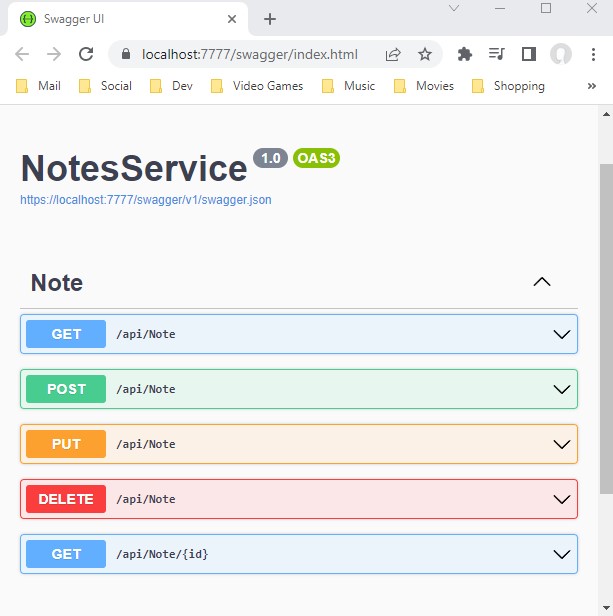 Swagger UI
localhost:7777/swagger/index.html
Mail Social Dev Video Games Music Movies Shopping »
NotesService 1.0 OAS3
https://localhost:7777/swagger/v1/swagger.json
Note
GET /api/Note
POST /api/Note
PUT /api/Note
DELETE /api/Note
GET /api/Note/{id}